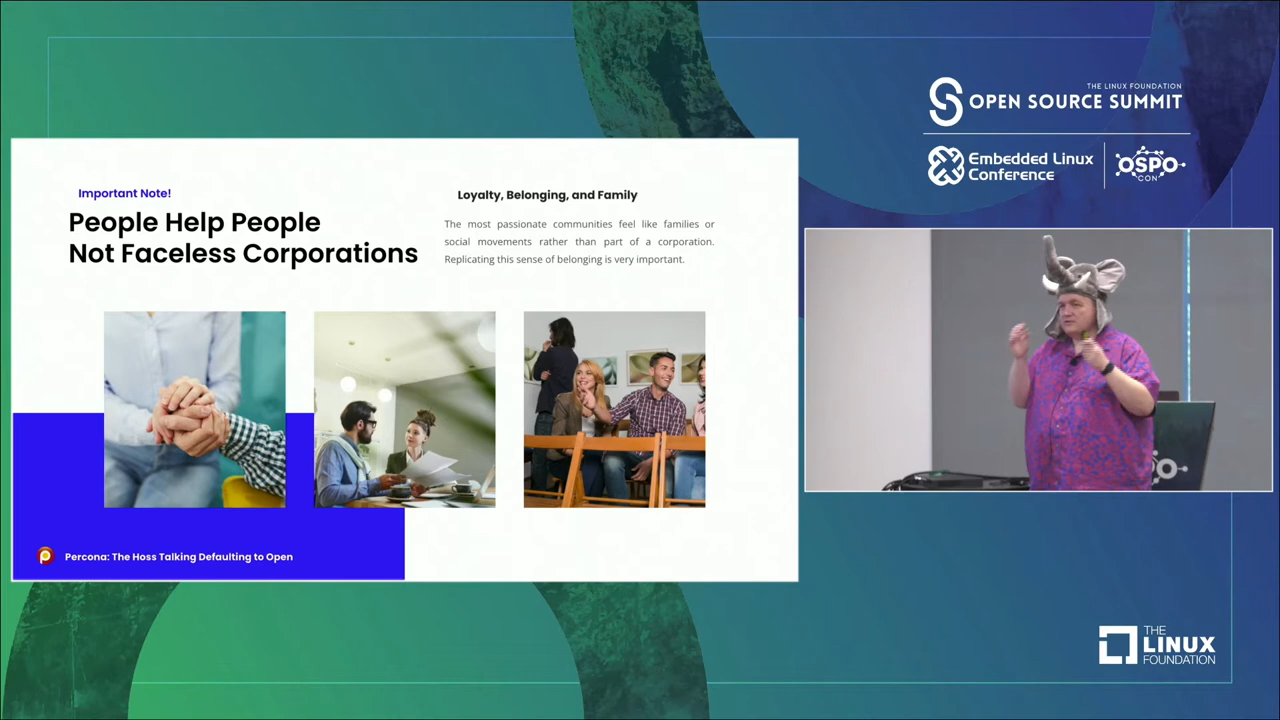 THE LINUX FOUNDATION
OPEN SOURCE SUMMIT
Embedded Linux
Conference
OSPO
CON
Important Note!
People Help People
Not Faceless Corporations
Loyalty, Belonging, and Family
The most passionate communities feel like families or
social movements rather than part of a corporation.
Replicating this sense of belonging is very important.
Percona: The Hoss Talking Defaulting to Open
THE
LINUX
FOUNDATION